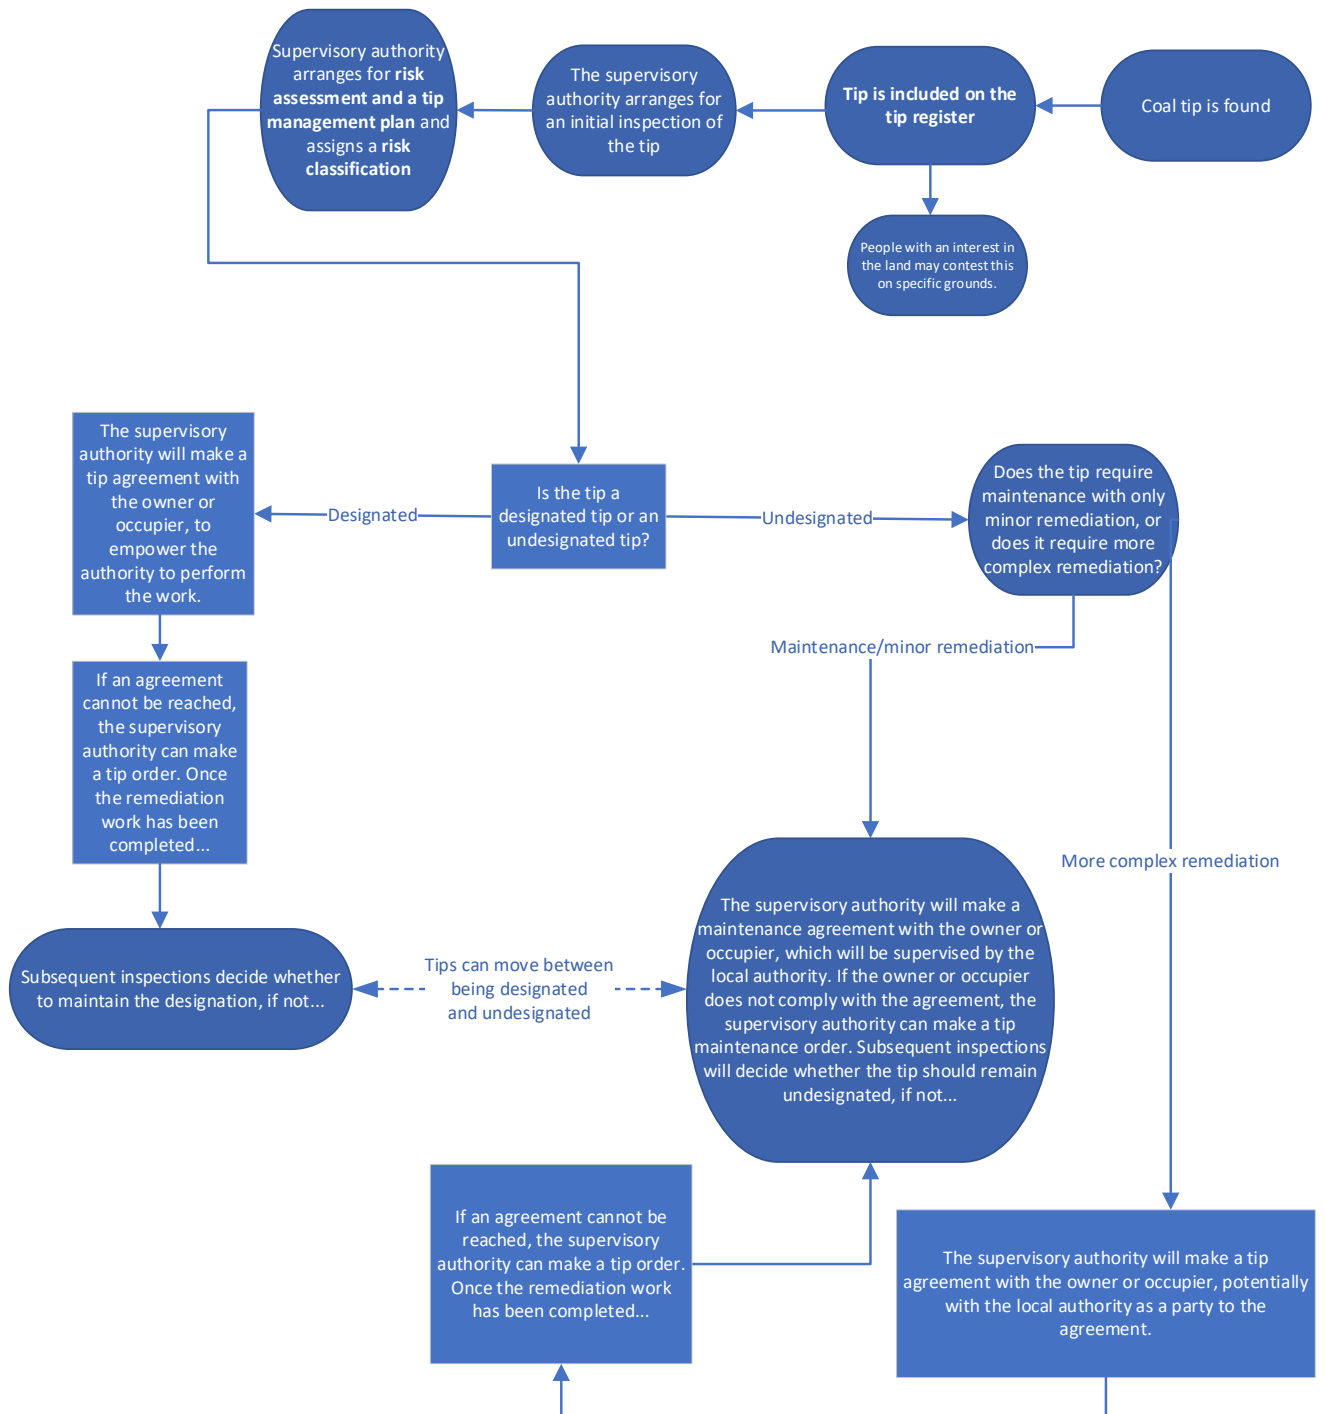 Coal tip is found
Tip is included on the
tip register
People with an interest in
the land may contest this
on specific grounds.
The supervisory
authority arranges for
an initial inspection of
the tip
Supervisory authority
arranges for risk
assessment and a tip
management plan and
assigns a risk
classification
Is the tip a
designated tip or an
undesignated tip?
Designated
The supervisory
authority will make a
tip agreement with
the owner or
occupier, to
empower the
authority to perform
the work.
If an agreement
cannot be reached,
the supervisory
authority can make
a tip order. Once
the remediation
work has been
completed...
Subsequent inspections decide whether
to maintain the designation, if not...
Tips can move between
being designated
and undesignated
Undesignated
Does the tip require
maintenance with only
minor remediation, or
does it require more
complex remediation?
Maintenance/minor remediation
The supervisory authority will make a
maintenance agreement with the owner or
occupier, which will be supervised by the
local authority. If the owner or occupier
does not comply with the agreement, the
supervisory authority can make a tip
maintenance order. Subsequent inspections
will decide whether the tip should remain
undesignated, if not...
More complex remediation
The supervisory authority will make a tip
agreement with the owner or occupier, potentially
with the local authority as a party to the
agreement.
If an agreement cannot be
reached, the supervisory
authority can make a tip order.
Once the remediation work
has been completed...